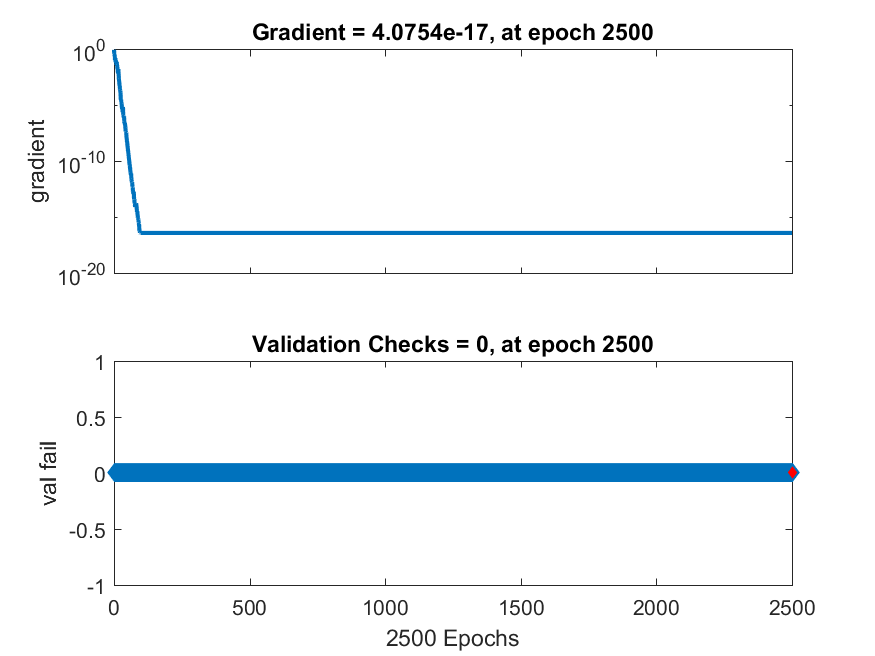 Gradient = 4.0754e-17, at epoch 2500
10^0
10^-10
10^-20
gradient
Validation Checks = 0, at epoch 2500
1
0.5
0
-0.5
-1
val fail
0 500 1000 1500 2000 2500
2500 Epochs